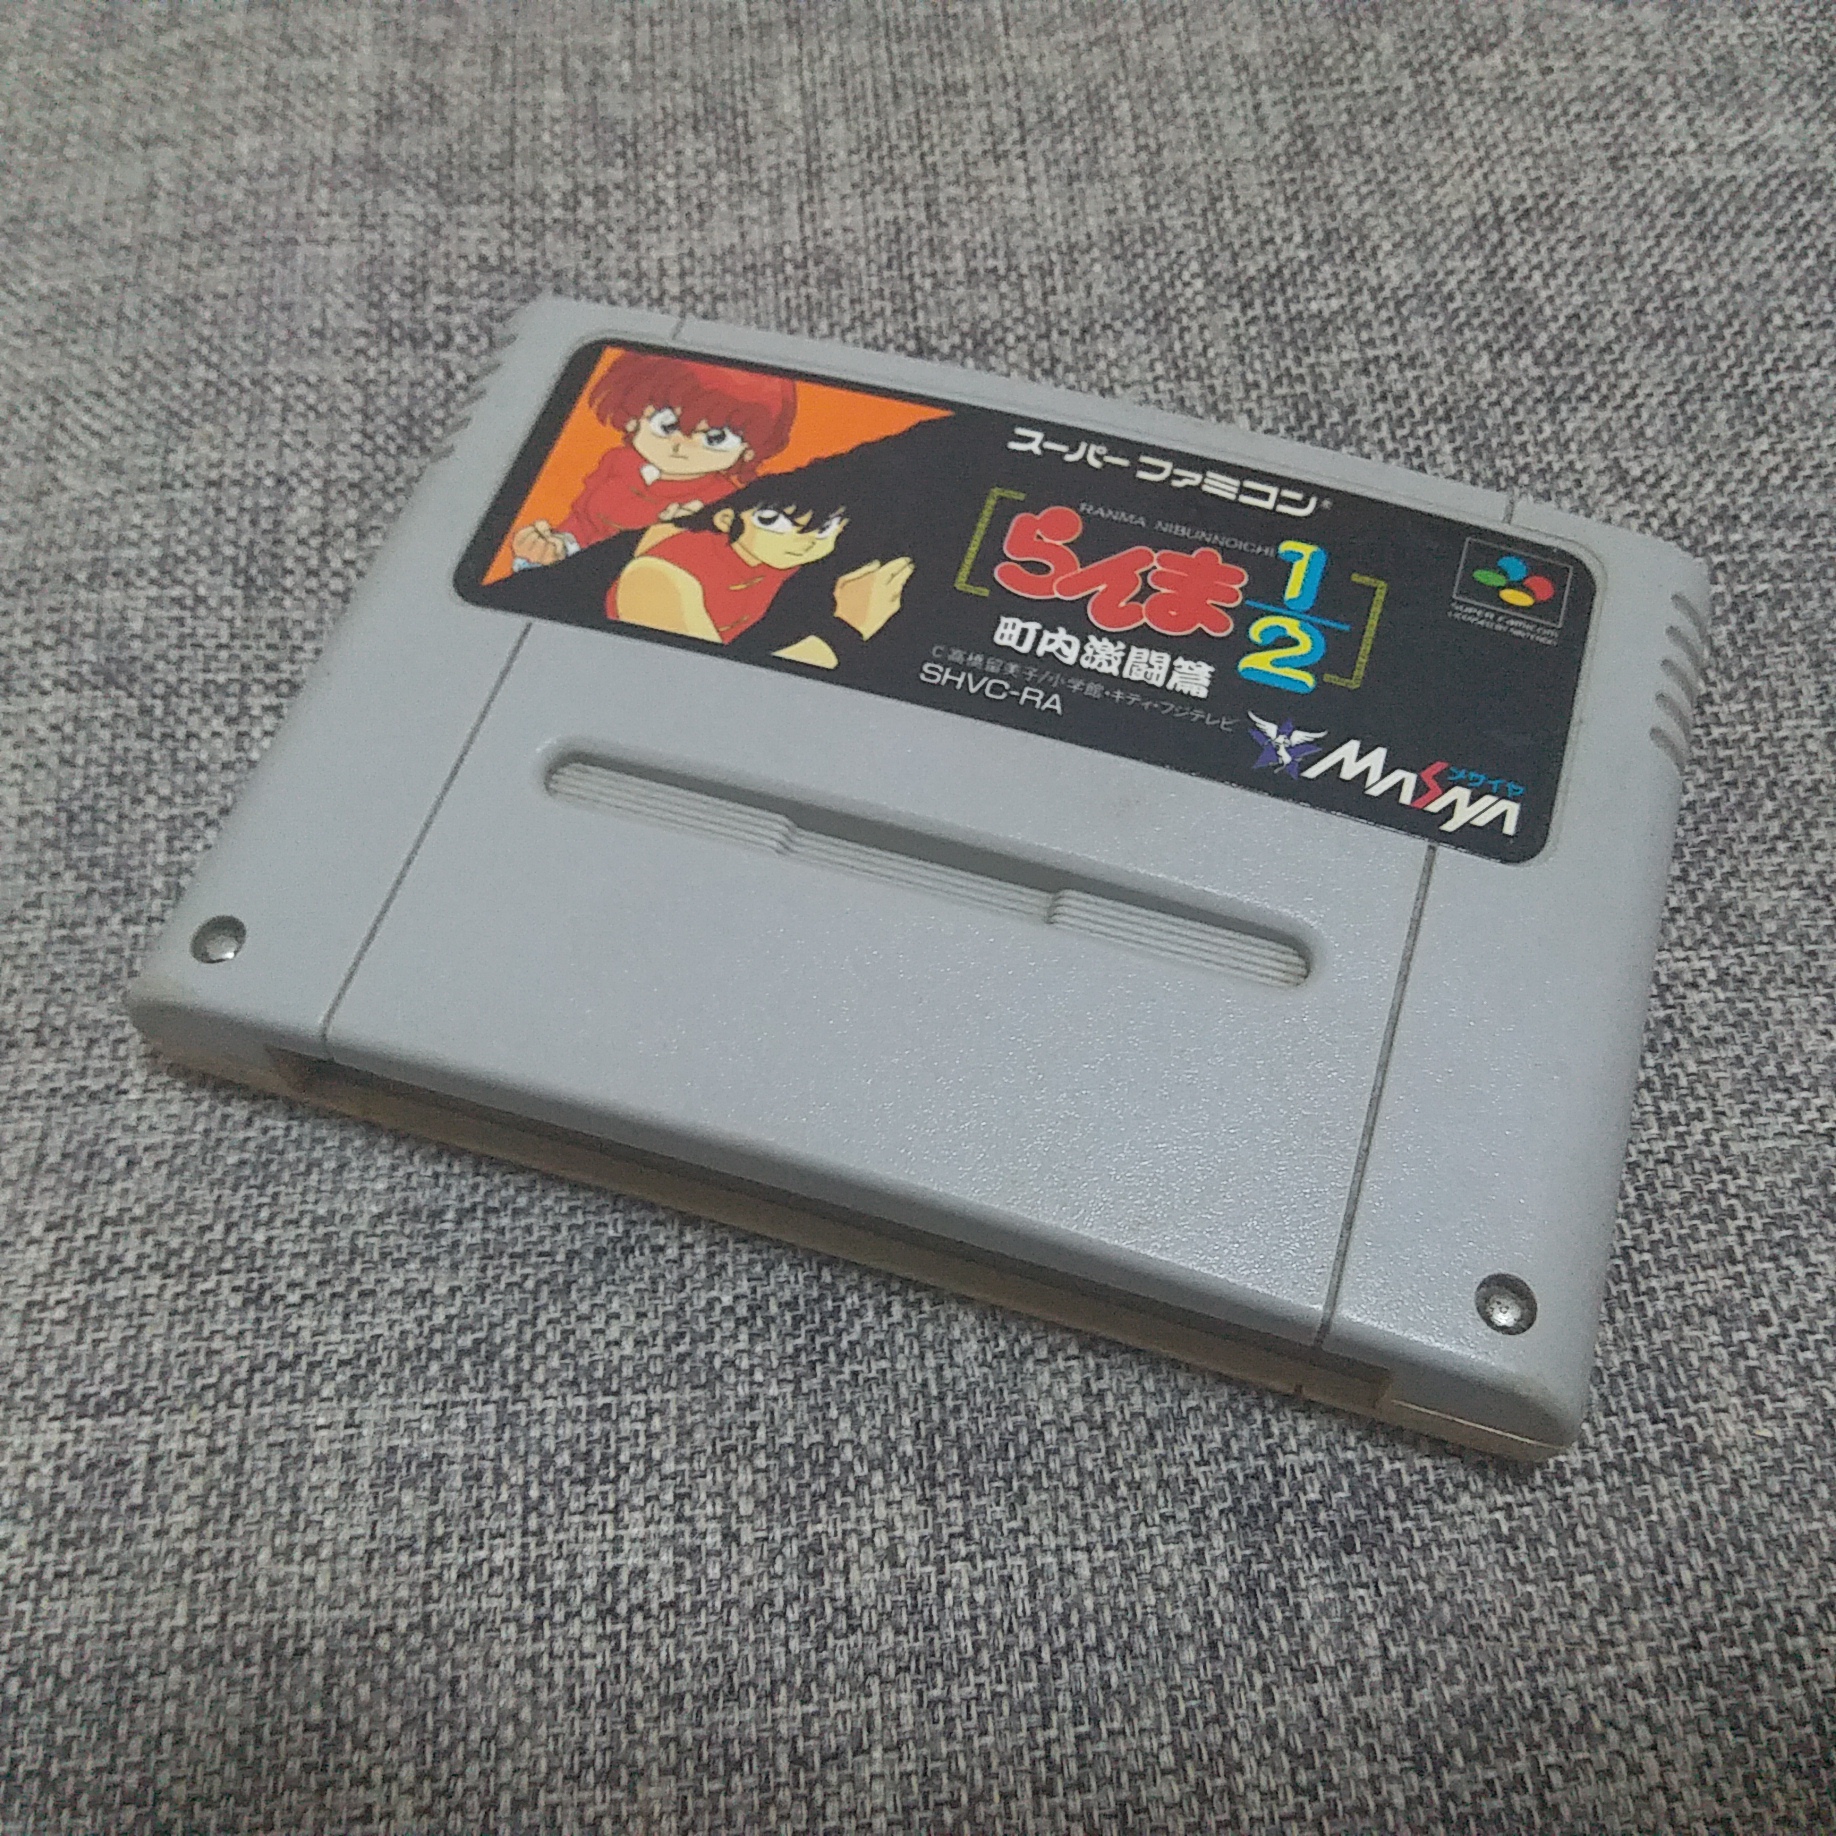 スーパーファミコン
RANMA NIBUNNOICHI
らんま1/2
町内激闘篇
C 高橋留美子/小学館・キティ・フジテレビ
SHVC-RA
SUPER Famicom
メサイヤ
MASAYA